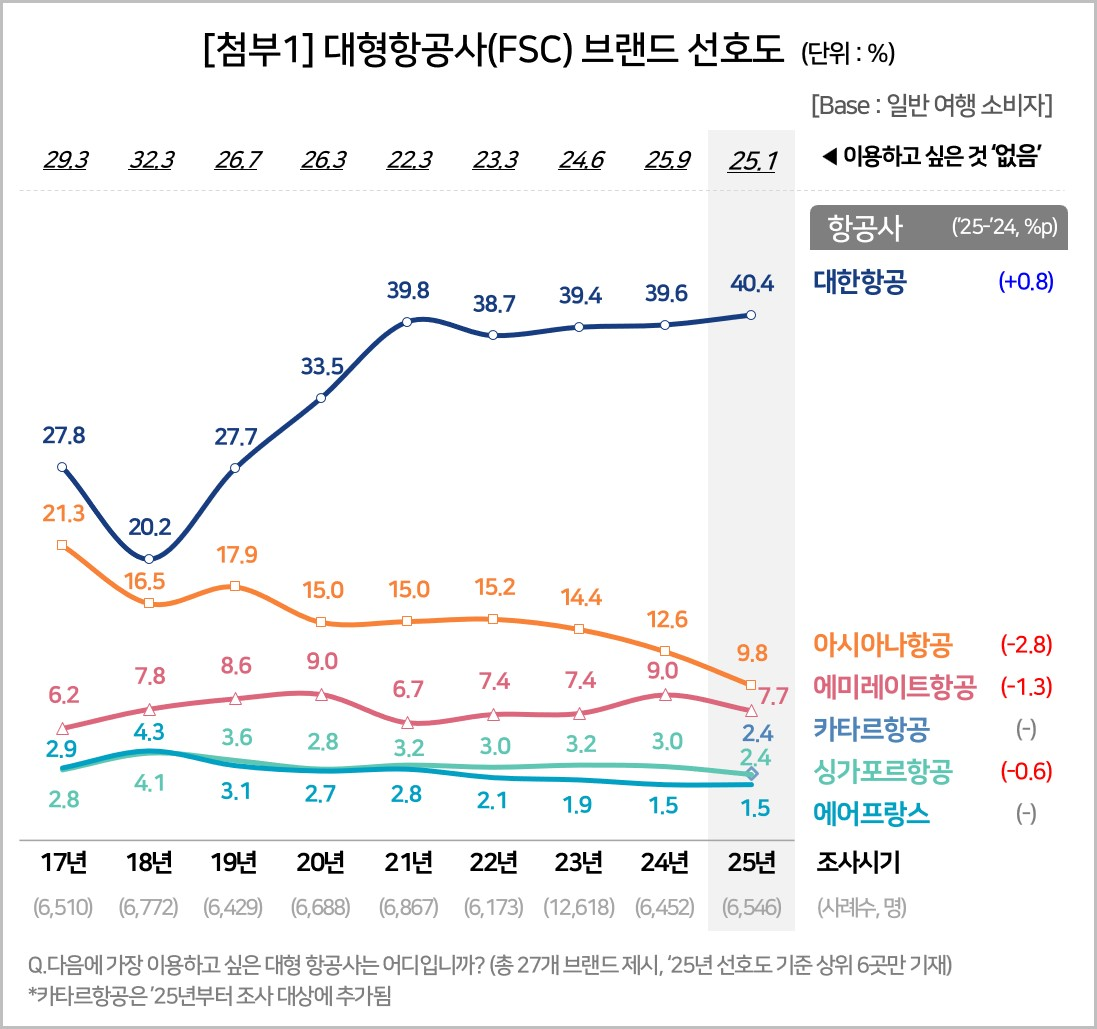 [첨부1] 대형항공사(FSC) 브랜드 선호도 (단위 : %)
[Base : 일반 여행 소비자]
29.3 32.3 26.7 26.3 22.3 23.3 24.6 25.9 25.1 ◀ 이용하고 싶은 것 ‘없음’
항공사 (’25-’24, %p)
대한항공 (+0.8)
27.8 20.2 27.7 33.5 39.8 38.7 39.4 39.6 40.4
21.3 16.5 17.9 15.0 15.0 15.2 14.4 12.6 9.8
아시아나항공 (-2.8)
6.2 7.8 8.6 9.0 6.7 7.4 7.4 9.0 7.7
에미레이트항공 (-1.3)
2.4
카타르항공 (-)
2.8 4.1 3.6 2.8 3.2 3.0 3.2 3.0 2.4
싱가포르항공 (-0.6)
2.9 4.3 3.1 2.7 2.8 2.1 1.9 1.5 1.5
에어프랑스 (-)
17년 18년 19년 20년 21년 22년 23년 24년 25년 조사시기
(6,510) (6,772) (6,429) (6,688) (6,867) (6,173) (12,618) (6,452) (6,546) (사례수, 명)
Q.다음에 가장 이용하고 싶은 대형 항공사는 어디입니까? (총 27개 브랜드 제시, ‘25년 선호도 기준 상위 6곳만 기재)
*카타르항공은 ’25년부터 조사 대상에 추가됨